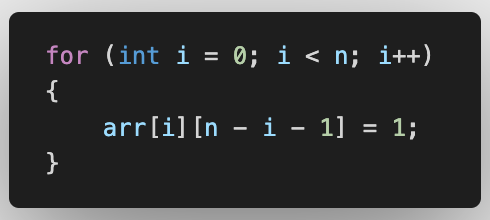 for (int i = 0; i < n; i++)
{
    arr[i][n - i - 1] = 1;
}